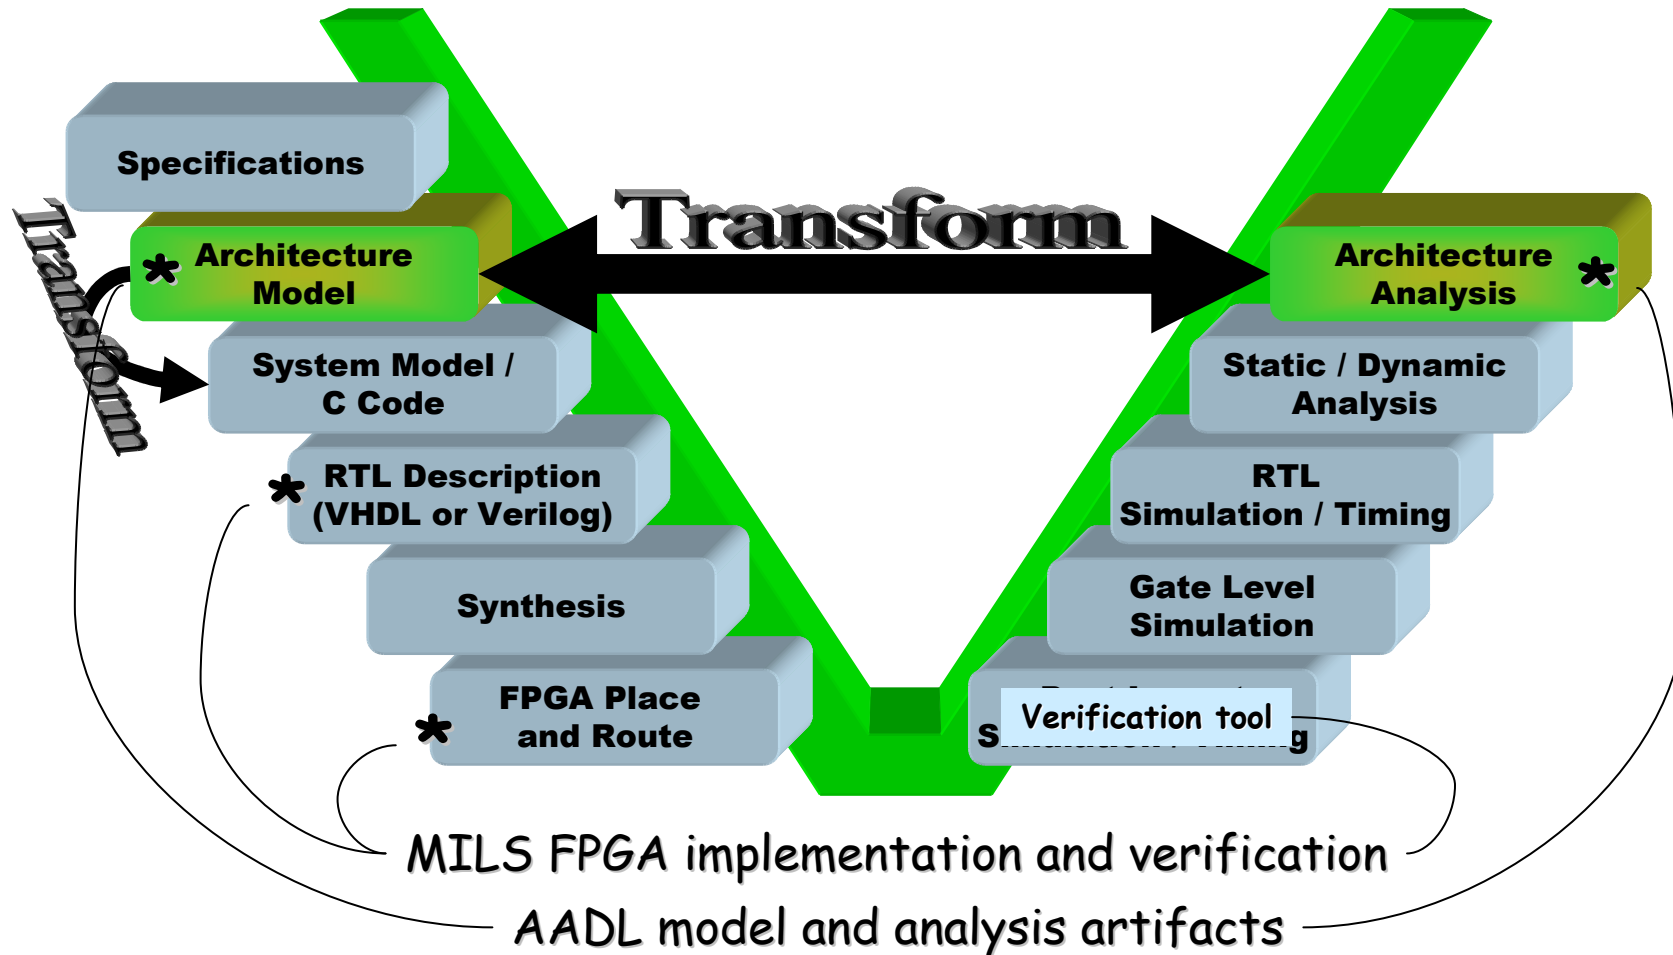 Specifications
Transform
Transform
* Architecture
Model
Architecture
Analysis *
System Model /
C Code
Static / Dynamic
Analysis
* RTL Description
(VHDL or Verilog)
RTL
Simulation / Timing
Synthesis
Gate Level
Simulation
* FPGA Place
and Route
Verification tool
MILS FPGA implementation and verification
AADL model and analysis artifacts